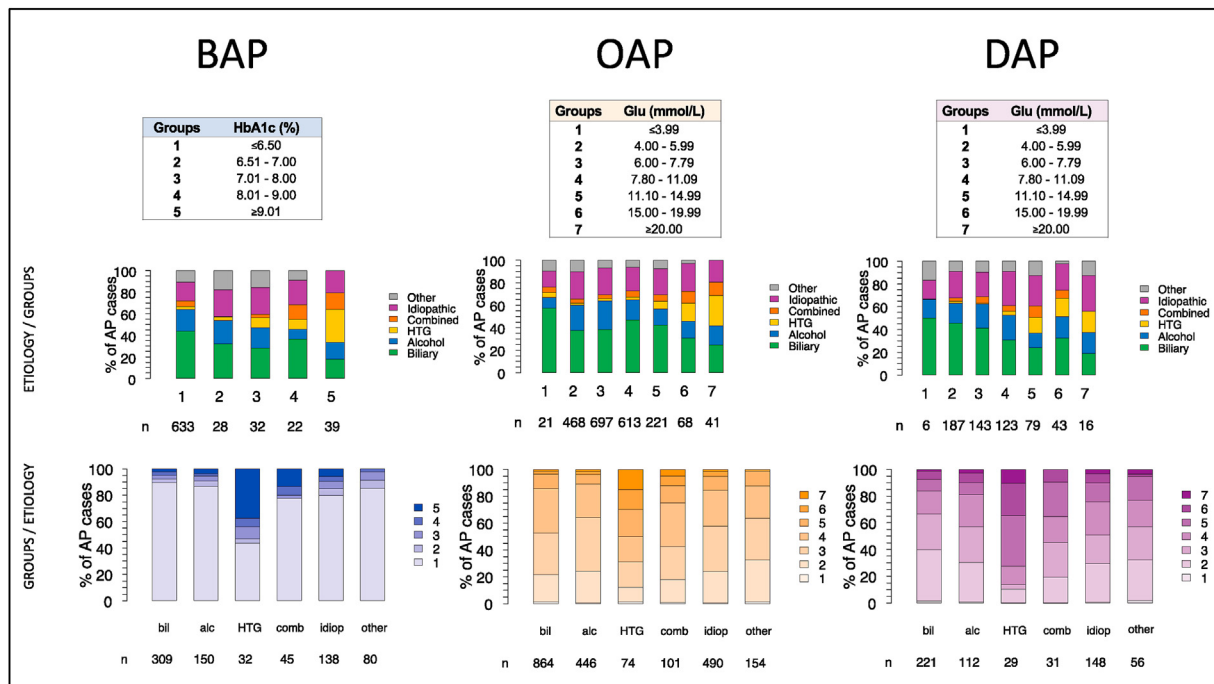 BAP
OAP
DAP
Groups HbA1c (%)
1 ≤6.50
2 6.51 - 7.00
3 7.01 - 8.00
4 8.01 - 9.00
5 ≥9.01
Groups Glu (mmol/L)
1 ≤3.99
2 4.00 - 5.99
3 6.00 - 7.79
4 7.80 - 11.09
5 11.10 - 14.99
6 15.00 - 19.99
7 ≥20.00
Groups Glu (mmol/L)
1 ≤3.99
2 4.00 - 5.99
3 6.00 - 7.79
4 7.80 - 11.09
5 11.10 - 14.99
6 15.00 - 19.99
7 ≥20.00
ETIOLOGY / GROUPS
% of AP cases
100
80
60
40
20
0
Other
Idiopathic
Combined
HTG
Alcohol
Biliary
1 2 3 4 5
n 633 28 32 22 39
% of AP cases
100
80
60
40
20
0
Other
Idiopathic
Combined
HTG
Alcohol
Biliary
1 2 3 4 5 6 7
n 21 468 697 613 221 68 41
% of AP cases
100
80
60
40
20
0
Other
Idiopathic
Combined
HTG
Alcohol
Biliary
1 2 3 4 5 6 7
n 6 187 143 123 79 43 16
GROUPS / ETIOLOGY
% of AP cases
100
80
60
40
20
0
5
4
3
2
1
bil alc HTG comb idiop other
n 309 150 32 45 138 80
% of AP cases
100
80
60
40
20
0
7
6
5
4
3
2
1
bil alc HTG comb idiop other
n 864 446 74 101 490 154
% of AP cases
100
80
60
40
20
0
7
6
5
4
3
2
1
bil alc HTG comb idiop other
n 221 112 29 31 148 56